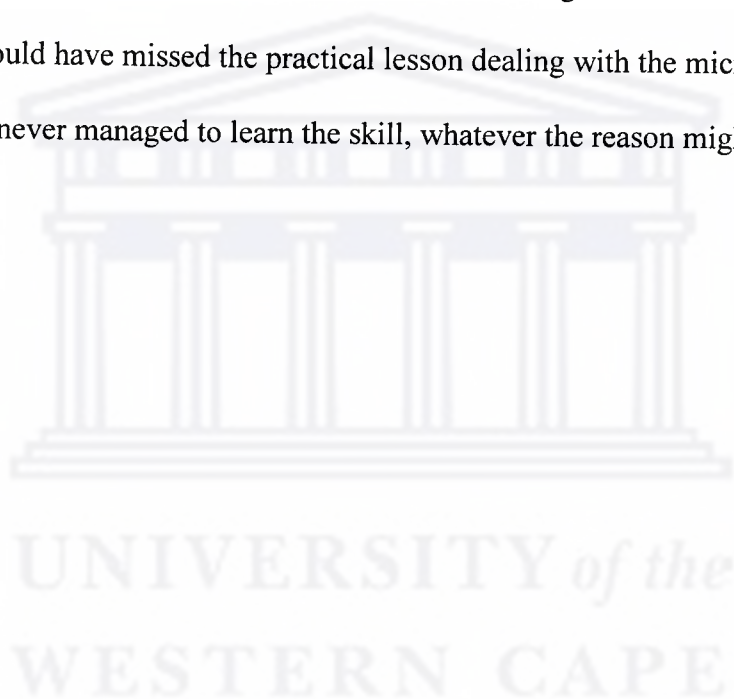 ould have missed the practical lesson dealing with the mic
never managed to learn the skill, whatever the reason mig
UNIVERSITY of the
WESTERN CAPE